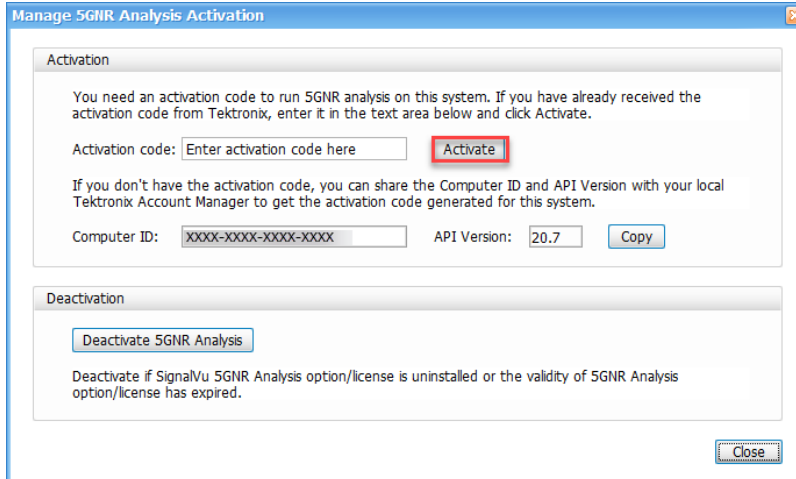 Manage 5GNR Analysis Activation
Activation
You need an activation code to run 5GNR analysis on this system. If you have already received the
activation code from Tektronix, enter it in the text area below and click Activate.
Activation code: Enter activation code here Activate
If you don't have the activation code, you can share the Computer ID and API Version with your local
Tektronix Account Manager to get the activation code generated for this system.
Computer ID: XXXX-XXXX-XXXX-XXXX API Version: 20.7 Copy
Deactivation
Deactivate 5GNR Analysis
Deactivate if SignalVu 5GNR Analysis option/license is uninstalled or the validity of 5GNR Analysis
option/license has expired.
Close